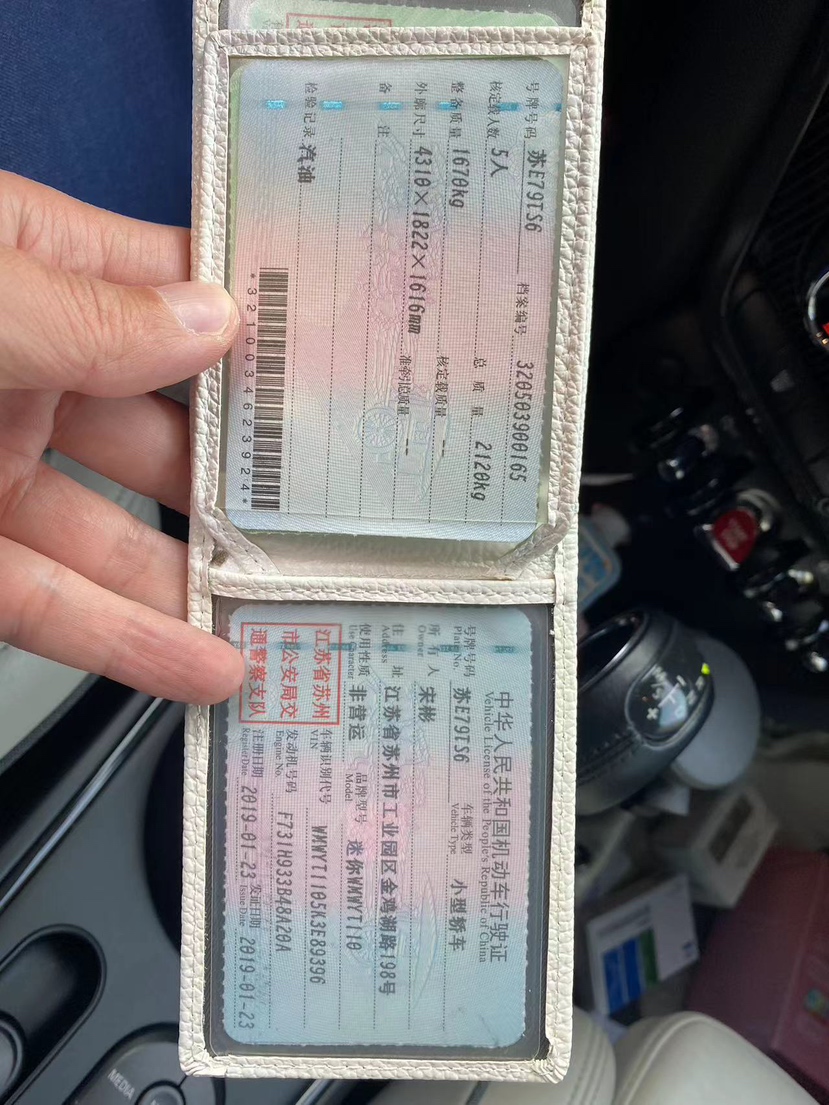 号牌号码 苏E79TS6 档案编号 320503900165
核定载人数 5人 总质量 2120kg
整备质量 1670kg 核定载质量 --
外廓尺寸 4310×1822×1616mm 准牵引总质量 --
备注
检验记录 汽油
*3210034623924*
中华人民共和国机动车行驶证
Vehicle License of the People's Republic of China
号牌号码 苏E79TS6 车辆类型 小型轿车
Plate No. Vehicle Type
所有人 宋彬
Owner
住址 江苏省苏州市工业园区金鸡湖路198号
Address
使用性质 非营运 品牌型号 迷你WMWYT110
Use Character Model
江苏省苏州
市公安局交
通警察支队
车辆识别代号 WMWYT1105K3E89396
VIN
发动机号码 F731H933B48A20A
Engine No.
注册日期 2019-01-23 发证日期 2019-01-23
Register Date Issue Date
MEDIA